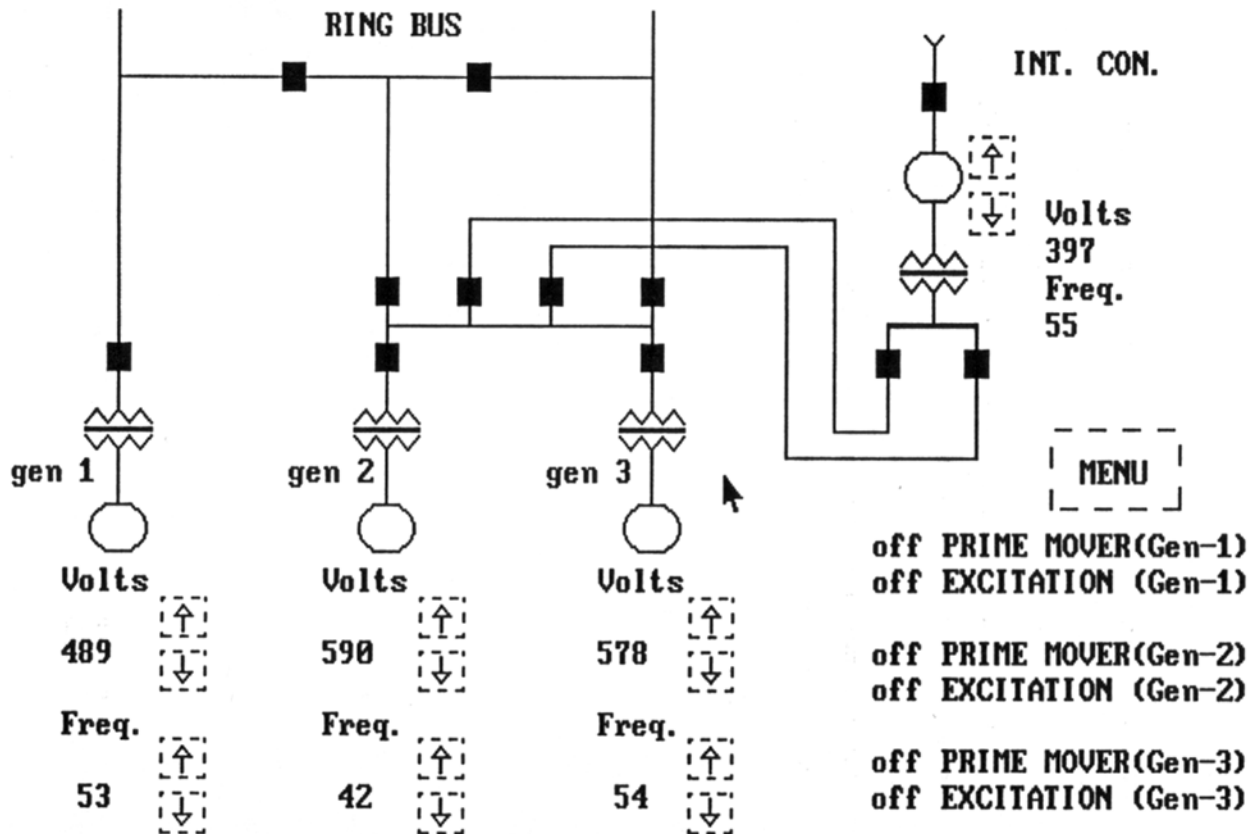 RING BUS
INT. CON.
Volts
397
Freq.
55
gen 1
gen 2
gen 3
MENU
Volts
489
Freq.
53
Volts
590
Freq.
42
Volts
578
Freq.
54
off PRIME MOVER(Gen-1)
off EXCITATION (Gen-1)
off PRIME MOVER(Gen-2)
off EXCITATION (Gen-2)
off PRIME MOVER(Gen-3)
off EXCITATION (Gen-3)